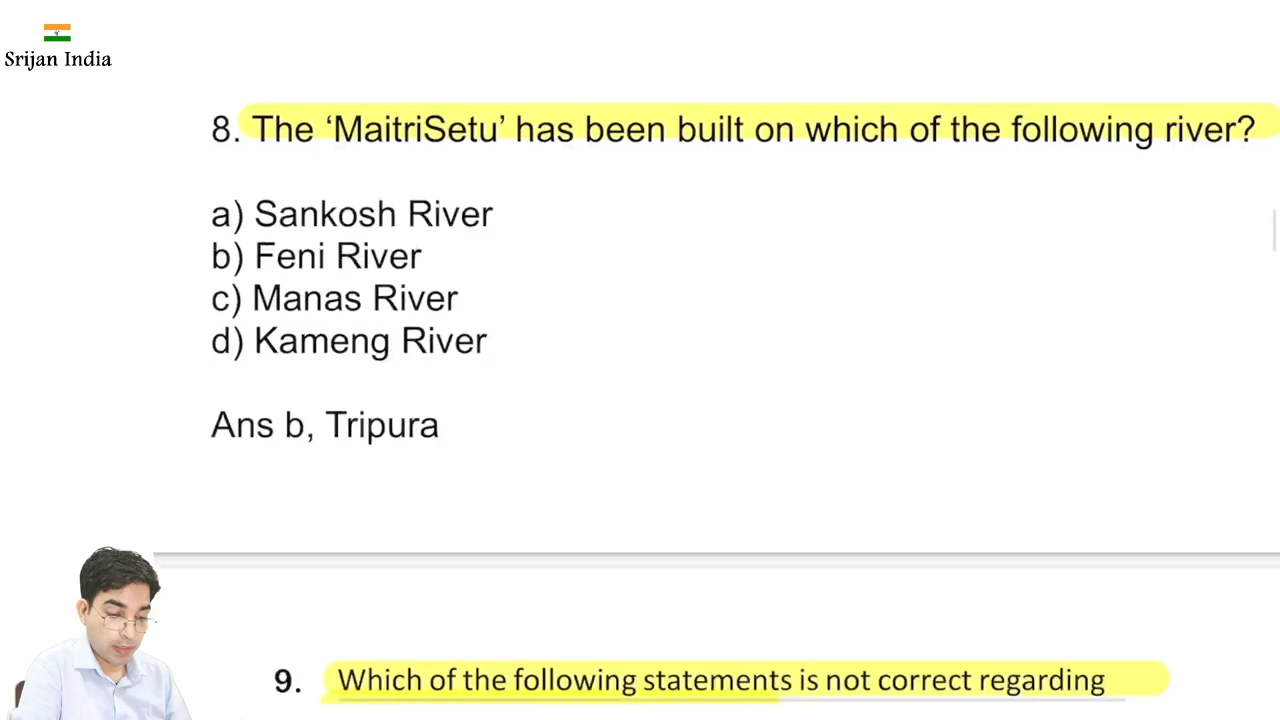 Srijan India
8. The ‘MaitriSetu’ has been built on which of the following river?
a) Sankosh River
b) Feni River
c) Manas River
d) Kameng River
Ans b, Tripura
9. Which of the following statements is not correct regarding